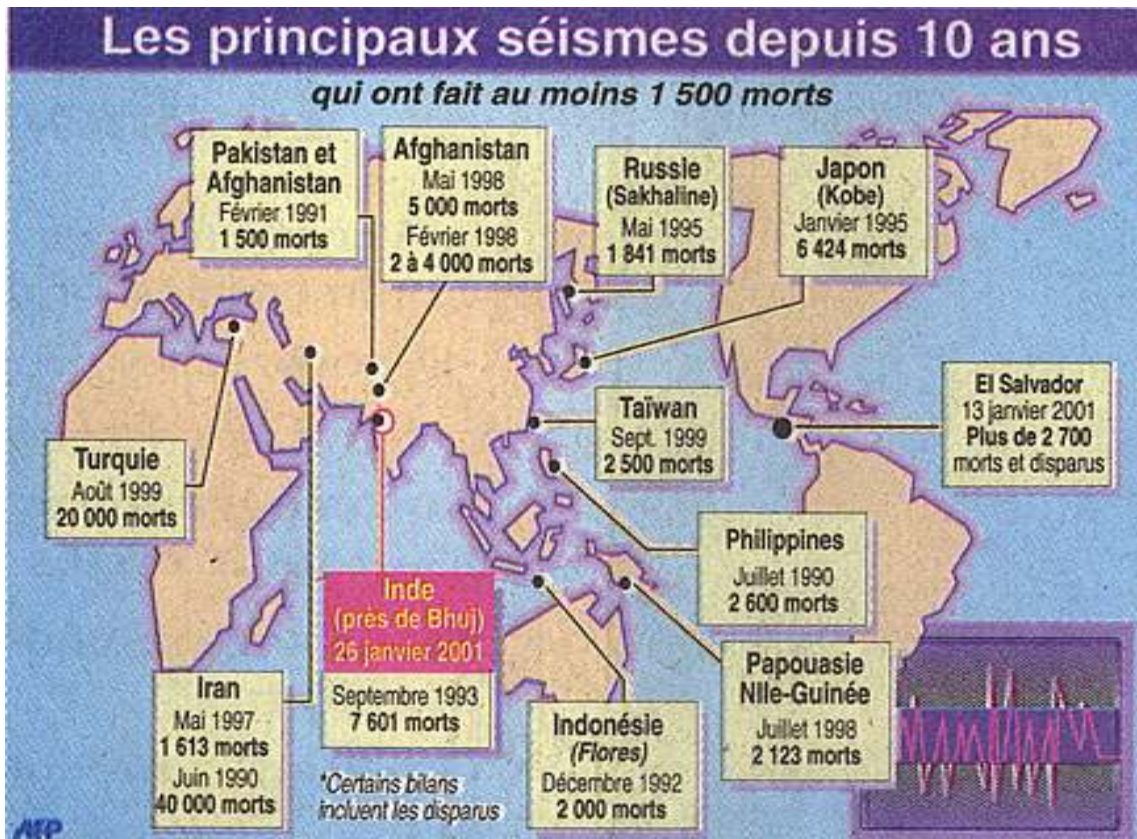 Les principaux séismes depuis 10 ans
qui ont fait au moins 1 500 morts
Pakistan et
Afghanistan
Février 1991
1 500 morts
Afghanistan
Mai 1998
5 000 morts
Février 1998
2 à 4 000 morts
Russie
(Sakhaline)
Mai 1995
1 841 morts
Japon
(Kobe)
Janvier 1995
6 424 morts
El Salvador
13 janvier 2001
Plus de 2 700
morts et disparus
Taïwan
Sept. 1999
2 500 morts
Turquie
Août 1999
20 000 morts
Philippines
Juillet 1990
2 600 morts
Inde
(près de Bhuj)
26 janvier 2001
Septembre 1993
7 601 morts
Papouasie
Nlle-Guinée
Juillet 1998
2 123 morts
Iran
Mai 1997
1 613 morts
Juin 1990
40 000 morts
Indonésie
(Flores)
Décembre 1992
2 000 morts
*Certains bilans
incluent les disparus
AFP